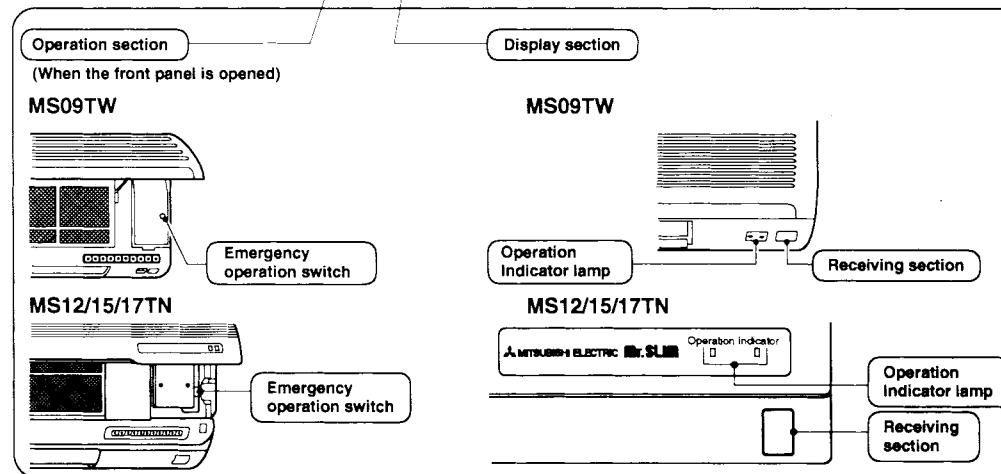 Operation section
(When the front panel is opened)
MS09TW
Emergency
operation switch
MS12/15/17TN
Emergency
operation switch
Display section
MS09TW
Operation
Indicator lamp
Receiving section
MS12/15/17TN
MITSUBISHI ELECTRIC Mr.SLIM
Operation indicator
Operation
Indicator lamp
Receiving
section